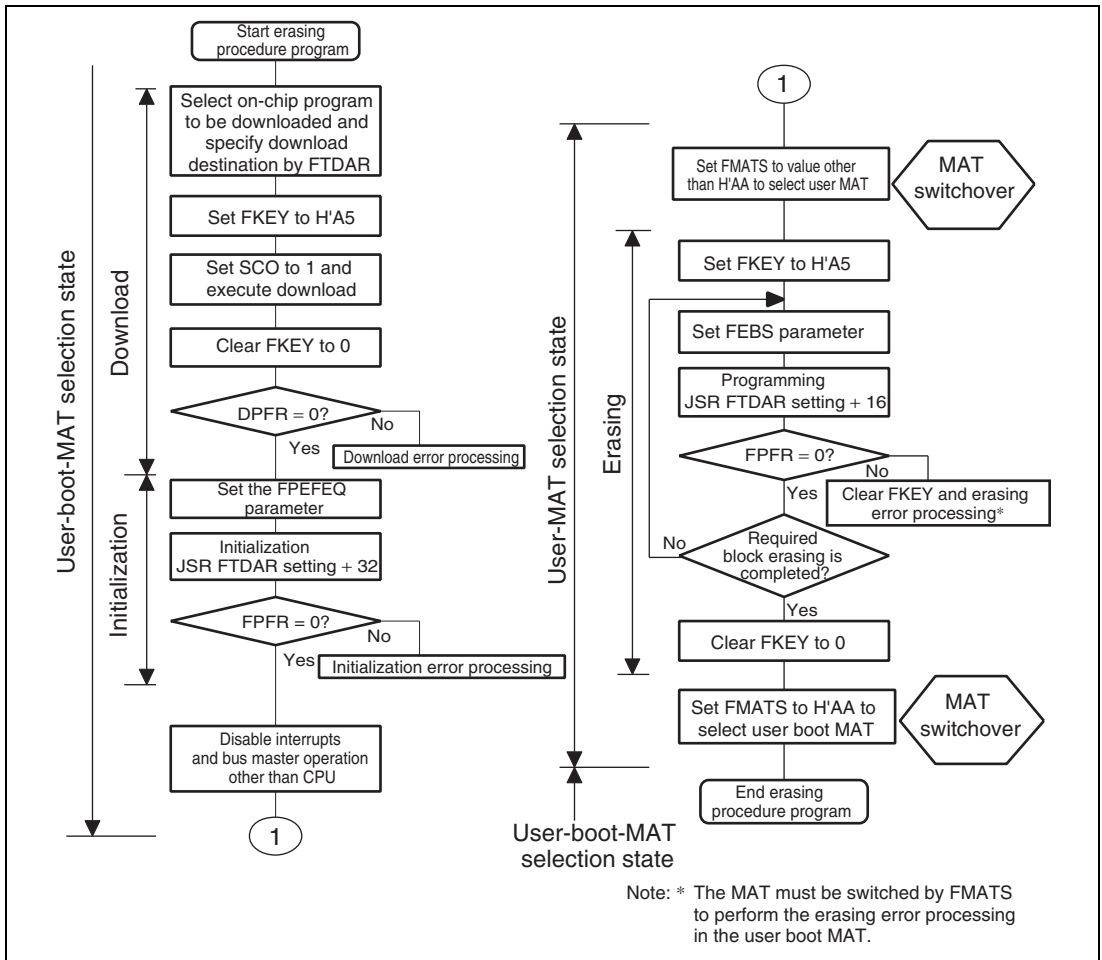 Start erasing
procedure program
Select on-chip program
to be downloaded and
specify download
destination by FTDAR
Set FKEY to H'A5
Set SCO to 1 and
execute download
Clear FKEY to 0
DPFR = 0?
No
Yes
Download error processing
Set the FPEFEQ
parameter
Initialization
JSR FTDAR setting + 32
FPFR = 0?
No
Yes
Initialization error processing
Disable interrupts
and bus master operation
other than CPU
1
User-boot-MAT selection state
Download
Initialization
1
Set FMATS to value other
than H'AA to select user MAT
MAT
switchover
Set FKEY to H'A5
Set FEBS parameter
Programming
JSR FTDAR setting + 16
FPFR = 0?
No
Yes
Clear FKEY and erasing
error processing*
Required
block erasing is
completed?
No
Yes
Clear FKEY to 0
Set FMATS to H'AA to
select user boot MAT
MAT
switchover
End erasing
procedure program
User-MAT selection state
Erasing
User-boot-MAT
selection state
Note: * The MAT must be switched by FMATS
to perform the erasing error processing
in the user boot MAT.